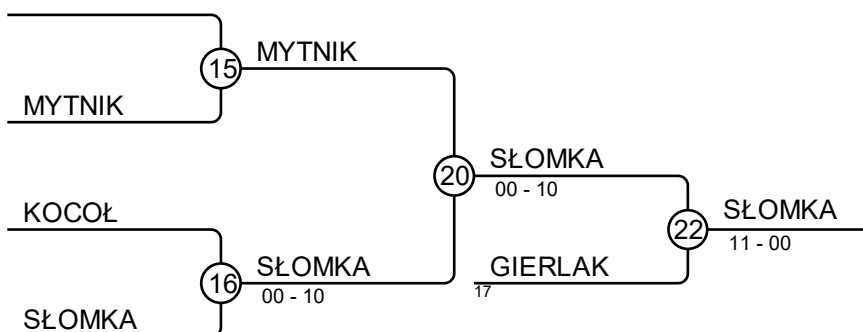 15
MYTNIK
MYTNIK
20
SŁOMKA
00 - 10
KOCOŁ
22
SŁOMKA
11 - 00
16
SŁOMKA
00 - 10
GIERLAK
17
SŁOMKA